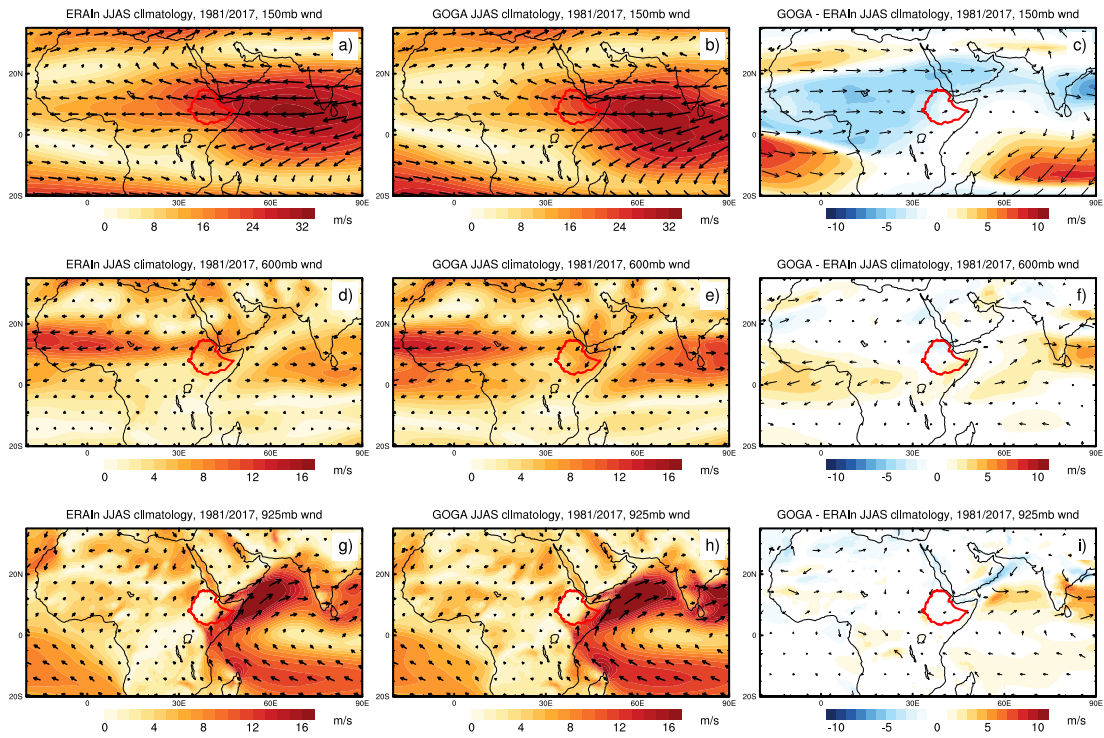 ERAIn JJAS climatology, 1981/2017, 150mb wnd
a)
20N
0
20S
0
30E
60E
90E
0 8 16 24 32 m/s
GOGA JJAS climatology, 1981/2017, 150mb wnd
b)
20N
0
20S
0
30E
60E
90E
0 8 16 24 32 m/s
GOGA - ERAIn JJAS climatology, 1981/2017, 150mb wnd
c)
20N
0
20S
0
30E
60E
90E
-10 -5 0 5 10 m/s
ERAIn JJAS climatology, 1981/2017, 600mb wnd
d)
20N
0
20S
0
30E
60E
90E
0 4 8 12 16 m/s
GOGA JJAS climatology, 1981/2017, 600mb wnd
e)
20N
0
20S
0
30E
60E
90E
0 4 8 12 16 m/s
GOGA - ERAIn JJAS climatology, 1981/2017, 600mb wnd
f)
20N
0
20S
0
30E
60E
90E
-10 -5 0 5 10 m/s
ERAIn JJAS climatology, 1981/2017, 925mb wnd
g)
20N
0
20S
0
30E
60E
90E
0 4 8 12 16 m/s
GOGA JJAS climatology, 1981/2017, 925mb wnd
h)
20N
0
20S
0
30E
60E
90E
0 4 8 12 16 m/s
GOGA - ERAIn JJAS climatology, 1981/2017, 925mb wnd
i)
20N
0
20S
0
30E
60E
90E
-10 -5 0 5 10 m/s